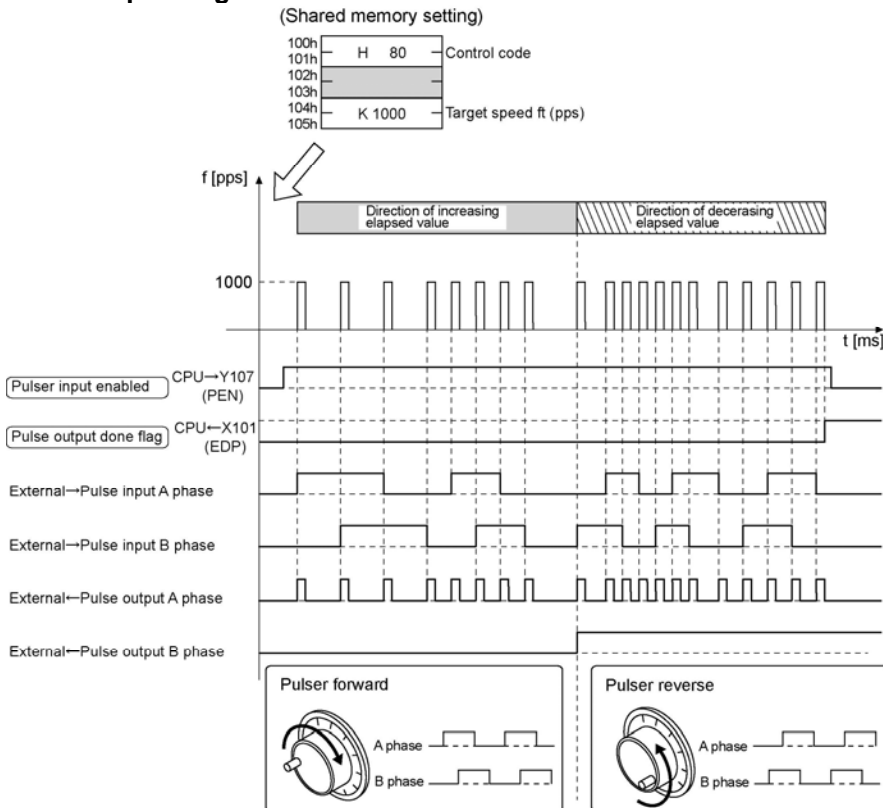 (Shared memory setting)
100h
101h
H 80
Control code
102h
103h
104h
105h
K 1000
Target speed ft (pps)
f [pps]
Direction of increasing
elapsed value
Direction of decerasing
elapsed value
1000
t [ms]
Pulser input enabled
CPU→Y107
(PEN)
Pulse output done flag
CPU←X101
(EDP)
External→Pulse input A phase
External→Pulse input B phase
External←Pulse output A phase
External←Pulse output B phase
Pulser forward
A phase
B phase
Pulser reverse
A phase
B phase